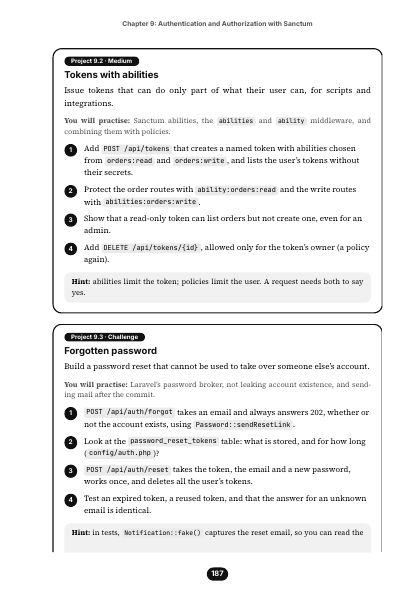 Chapter 9: Authentication and Authorization with Sanctum
Project 9.2 · Medium
Tokens with abilities
Issue tokens that can do only part of what their user can, for scripts and
integrations.
You will practise: Sanctum abilities, the abilities and ability middleware, and
combining them with policies.
1 Add POST /api/tokens that creates a named token with abilities chosen
from orders:read and orders:write, and lists the user's tokens without
their secrets.
2 Protect the order routes with ability:orders:read and the write routes
with abilities:orders:write.
3 Show that a read-only token can list orders but not create one, even for an
admin.
4 Add DELETE /api/tokens/{id}, allowed only for the token's owner (a policy
again).
Hint: abilities limit the token; policies limit the user. A request needs both to say
yes.
Project 9.3 · Challenge
Forgotten password
Build a password reset that cannot be used to take over someone else's account.
You will practise: Laravel's password broker, not leaking account existence, and send-
ing mail after the commit.
1 POST /api/auth/forgot takes an email and always answers 202, whether or
not the account exists, using Password::sendResetLink.
2 Look at the password_reset_tokens table: what is stored, and for how long
(config/auth.php)?
3 POST /api/auth/reset takes the token, the email and a new password,
works once, and deletes all the user's tokens.
4 Test an expired token, a reused token, and that the answer for an unknown
email is identical.
Hint: in tests, Notification::fake() captures the reset email, so you can read the
187